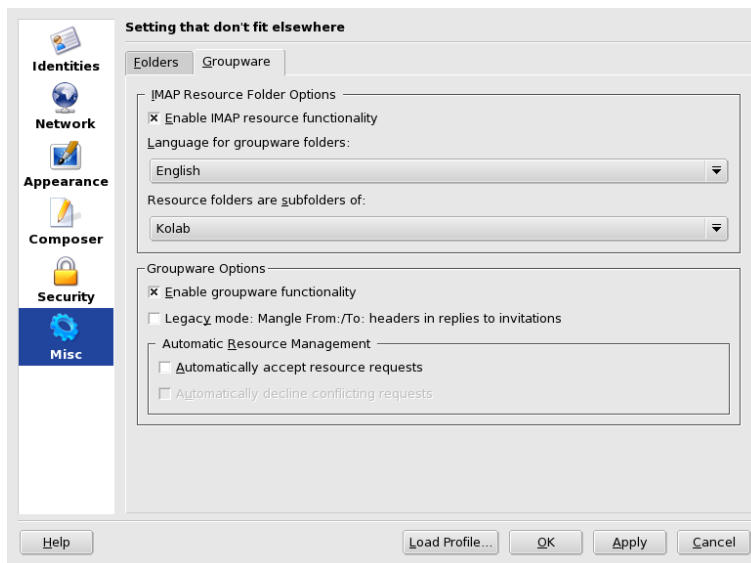 Setting that don't fit elsewhere
Identities
Network
Appearance
Composer
Security
Misc
Folders
Groupware
IMAP Resource Folder Options
Enable IMAP resource functionality
Language for groupware folders:
English
Resource folders are subfolders of:
Kolab
Groupware Options
Enable groupware functionality
Legacy mode: Mangle From:/To: headers in replies to invitations
Automatic Resource Management
Automatically accept resource requests
Automatically decline conflicting requests
Help
Load Profile...
OK
Apply
Cancel